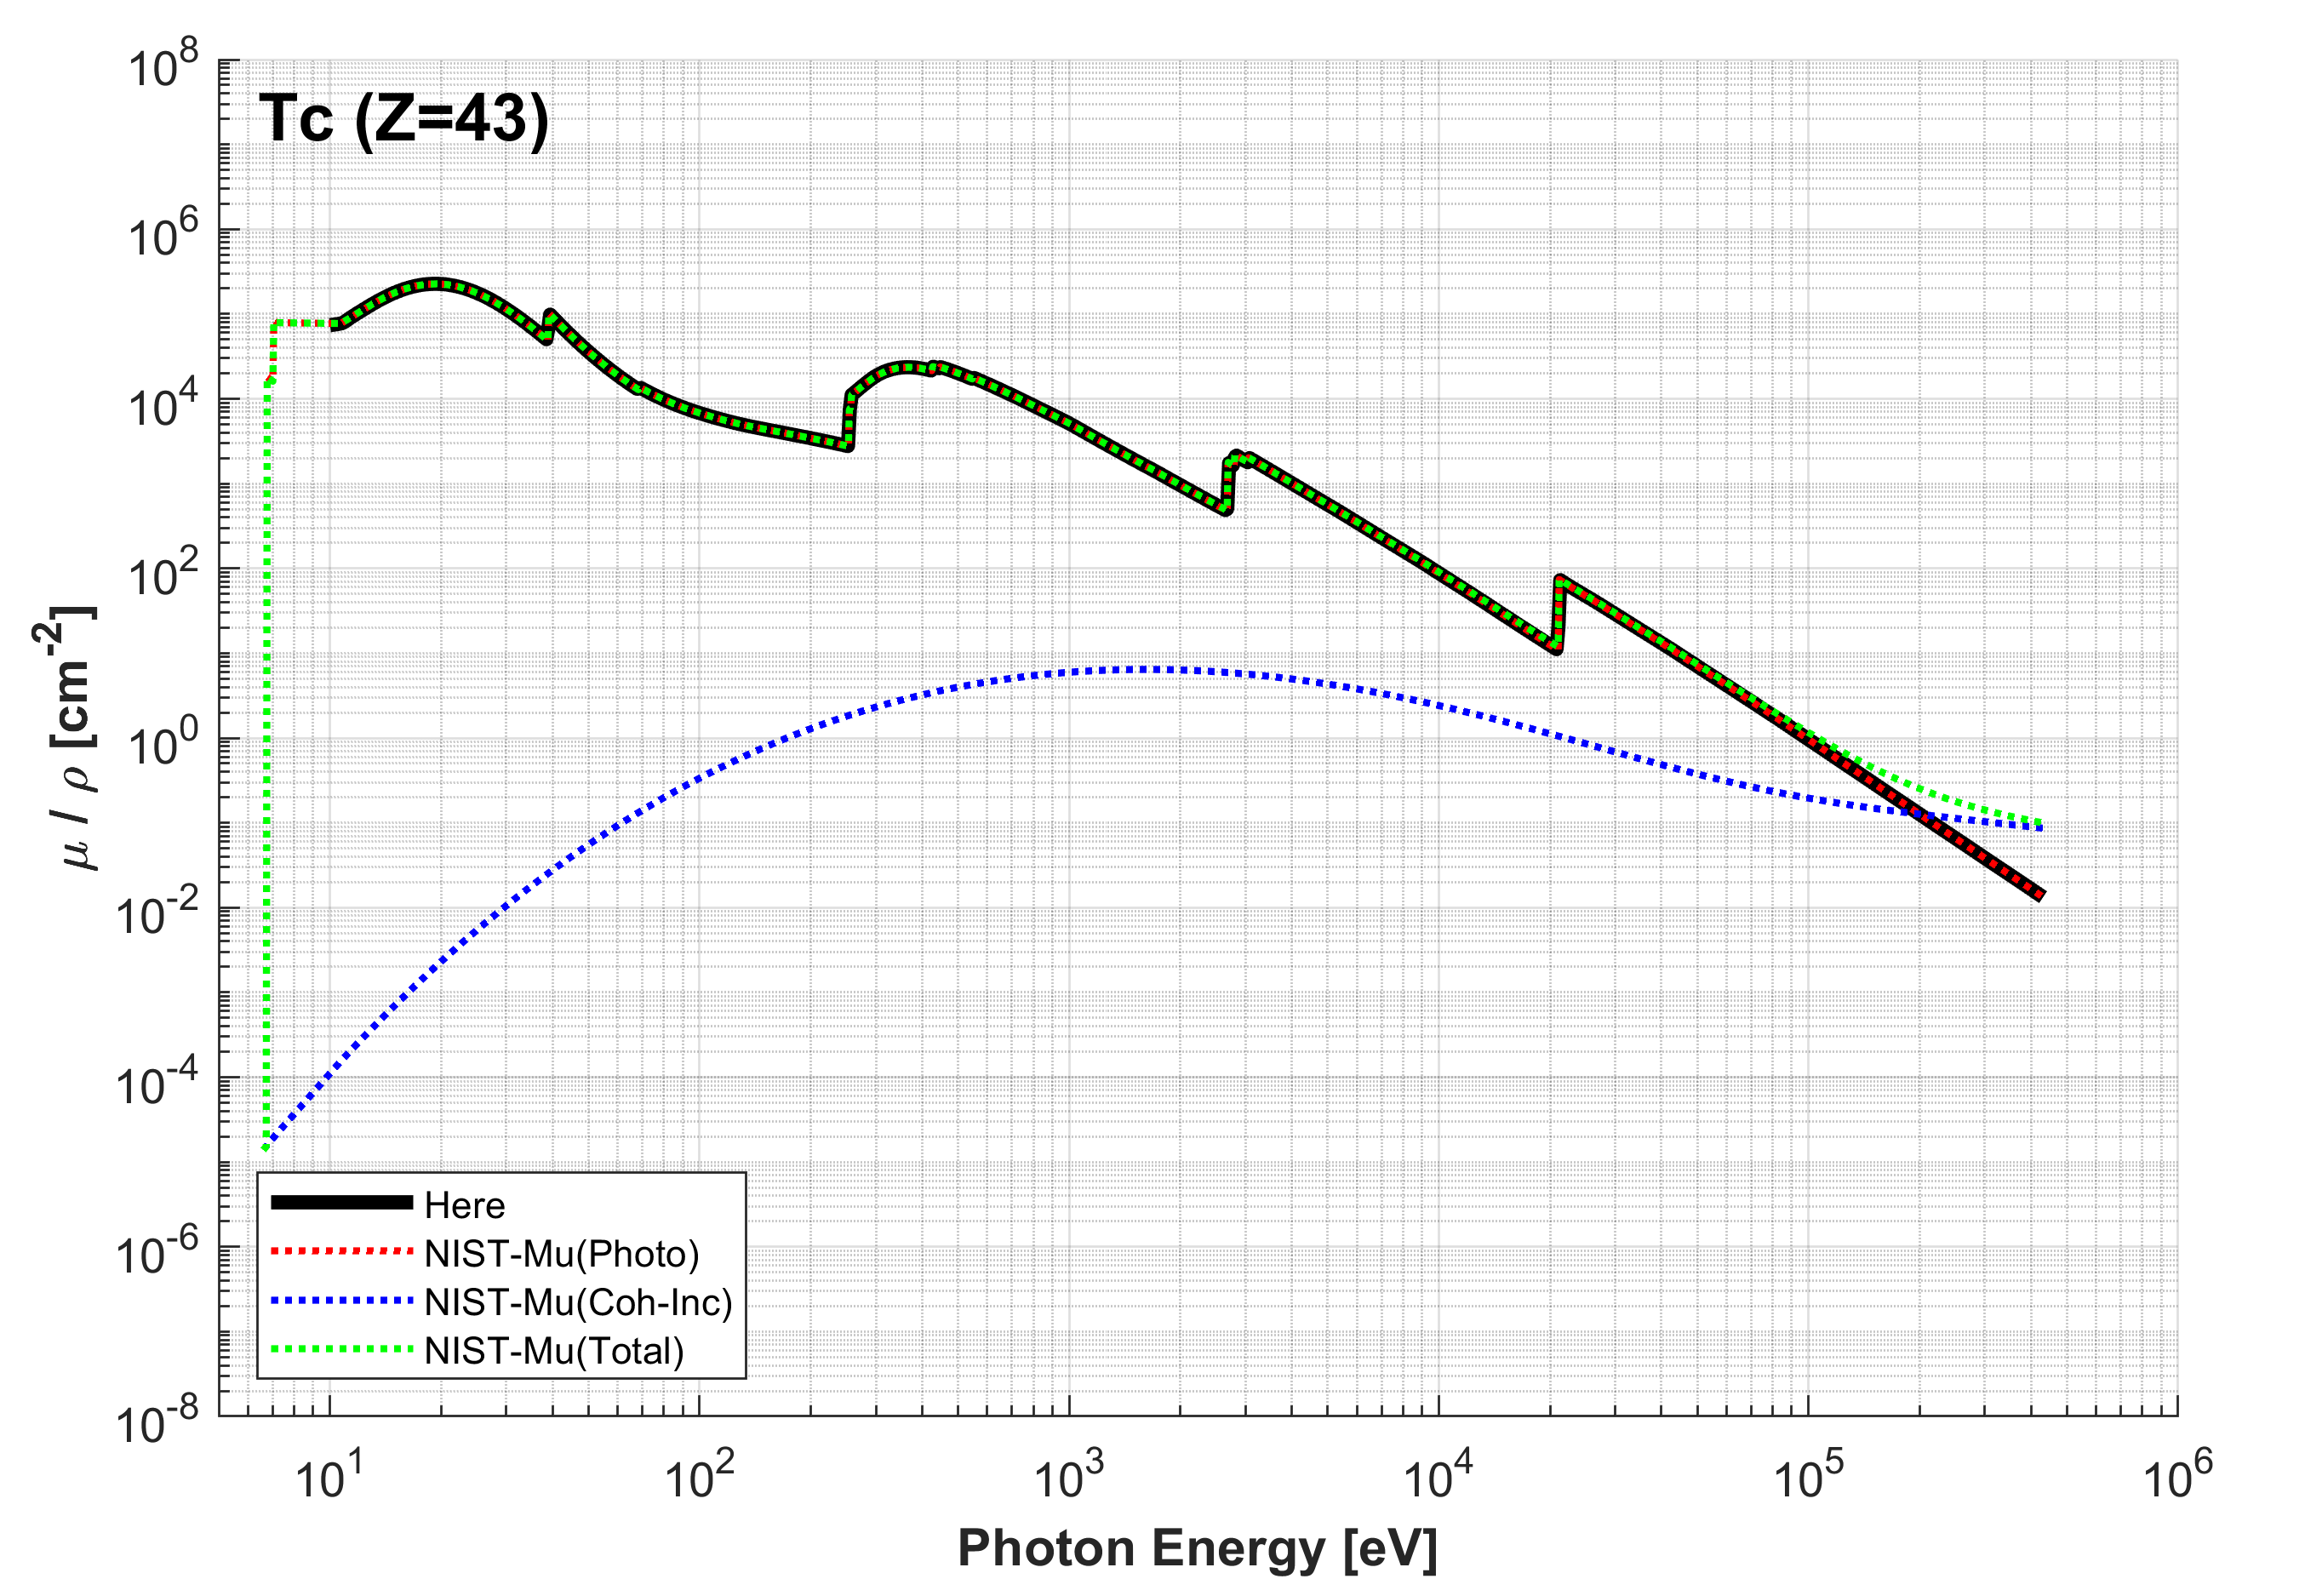 Tc (Z=43)
10^8
10^6
10^4
10^2
10^0
10^-2
10^-4
10^-6
10^-8
μ / ρ [cm^-2]
Here
NIST-Mu(Photo)
NIST-Mu(Coh-Inc)
NIST-Mu(Total)
10^1 10^2 10^3 10^4 10^5 10^6
Photon Energy [eV]